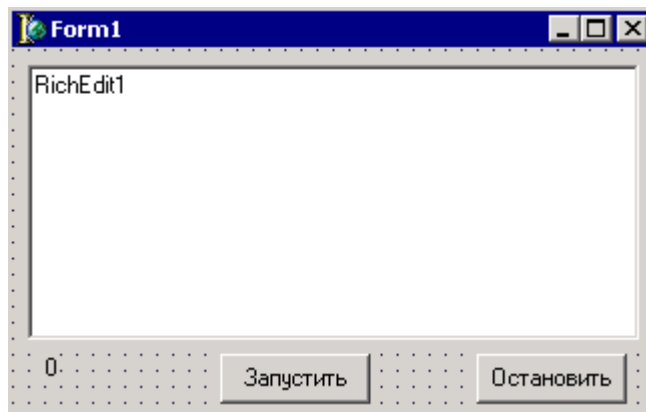 Form1
RichEdit1
0
Запустить
Остановить